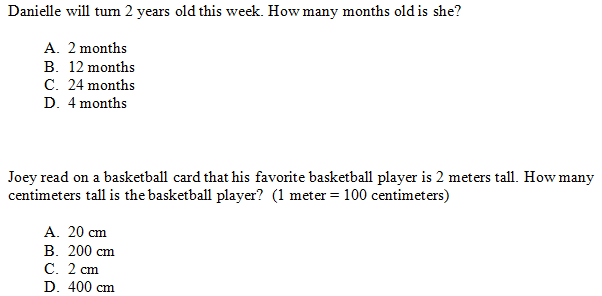 Danielle will turn 2 years old this week. How many months old is she?
A. 2 months
B. 12 months
C. 24 months
D. 4 months
Joey read on a basketball card that his favorite basketball player is 2 meters tall. How many
centimeters tall is the basketball player? (1 meter = 100 centimeters)
A. 20 cm
B. 200 cm
C. 2 cm
D. 400 cm